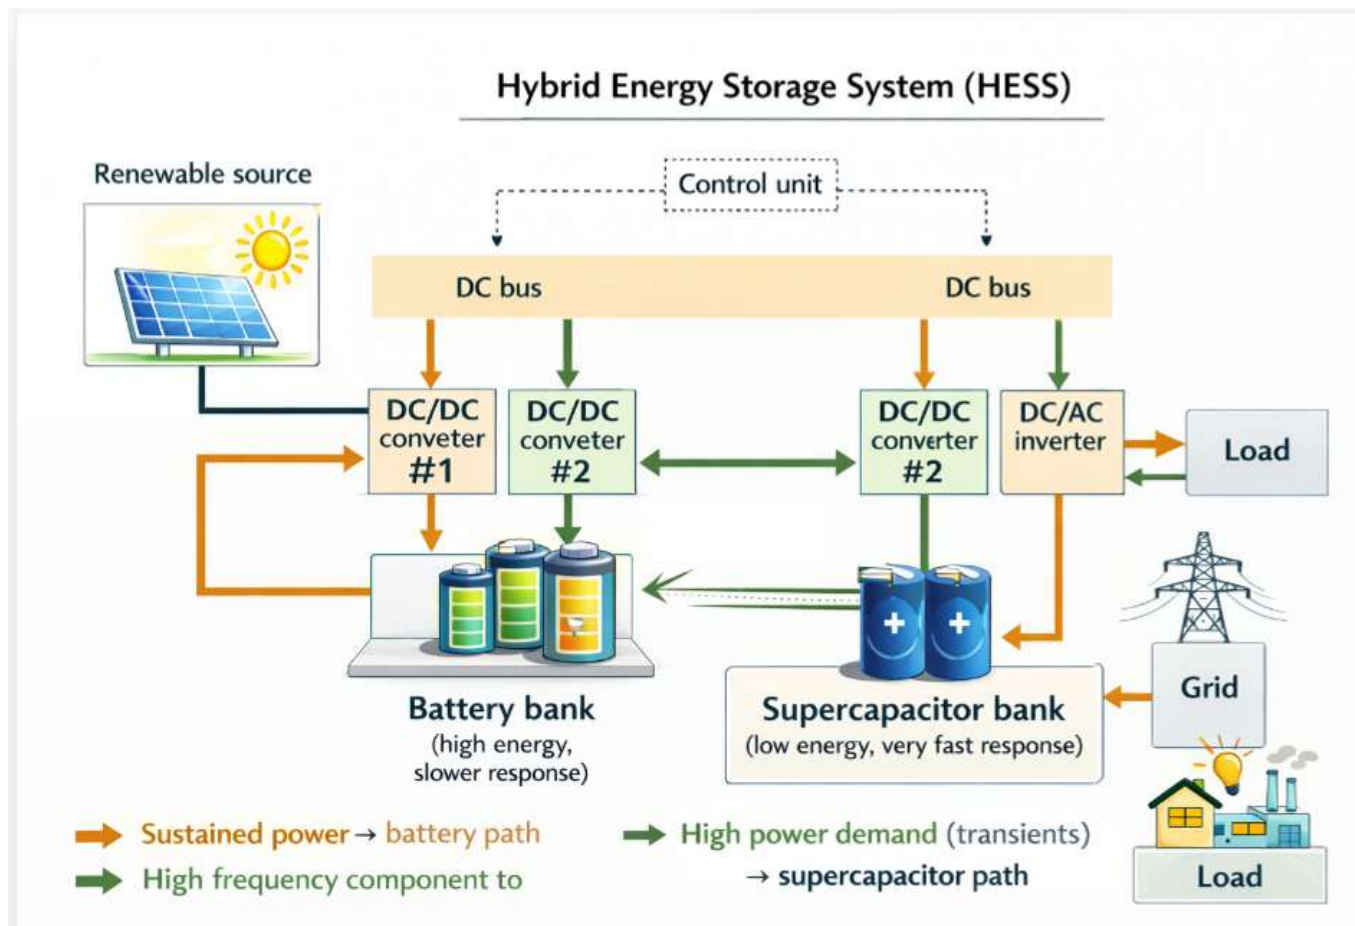 Hybrid Energy Storage System (HESS)
Renewable source
Control unit
DC bus
DC bus
DC/DC
conveter
#1
DC/DC
conveter
#2
DC/DC
converter
#2
DC/AC
inverter
Load
Battery bank
(high energy,
slower response)
Supercapacitor bank
(low energy, very fast response)
Grid
Sustained power → battery path
High frequency component to
High power demand (transients)
→ supercapacitor path
Load